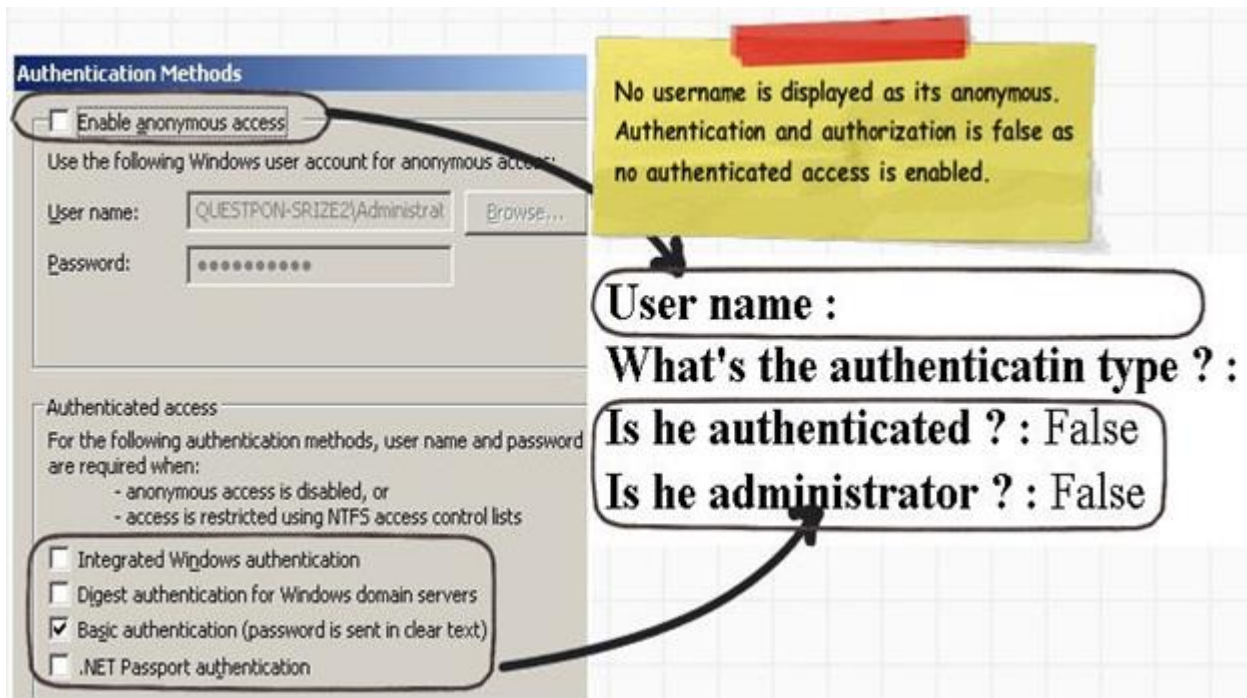 Authentication Methods
Enable anonymous access
Use the following Windows user account for anonymous access:
User name:
QUESTPON-SRIZE2\Administrat
Browse...
Password:
●●●●●●●●●●
Authenticated access
For the following authentication methods, user name and password
are required when:
- anonymous access is disabled, or
- access is restricted using NTFS access control lists
Integrated Windows authentication
Digest authentication for Windows domain servers
Basic authentication (password is sent in clear text)
.NET Passport authentication
No username is displayed as its anonymous.
Authentication and authorization is false as
no authenticated access is enabled.
User name :
What's the authenticatin type ? :
Is he authenticated ? : False
Is he administrator ? : False